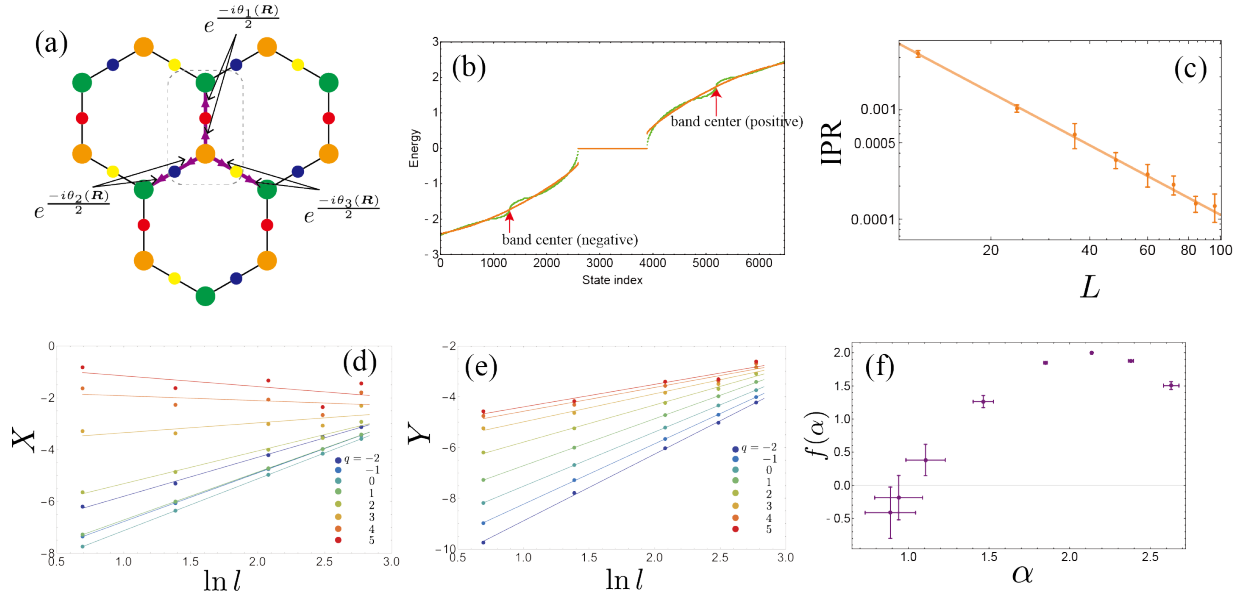 (a)
e^{\frac{-iθ_1(R)}{2}}
e^{\frac{-iθ_2(R)}{2}}
e^{\frac{-iθ_3(R)}{2}}
(b)
3
2
1
0
- 1
- 2
- 3
Energy
band center (positive)
band center (negative)
0 1000 2000 3000 4000 5000 6000
State index
(c)
0.001
0.0005
0.0001
IPR
20 40 60 80 100
L
(d)
0
−2
−4
−6
−8
X
q = −2
−1
0
1
2
3
4
5
0.5 1.0 1.5 2.0 2.5 3.0
ln l
(e)
−2
−4
−6
−8
−10
Y
q = −2
−1
0
1
2
3
4
5
0.5 1.0 1.5 2.0 2.5 3.0
ln l
(f)
2.0
1.5
1.0
0.5
0.0
- 0.5
f(α)
1.0 1.5 2.0 2.5
α